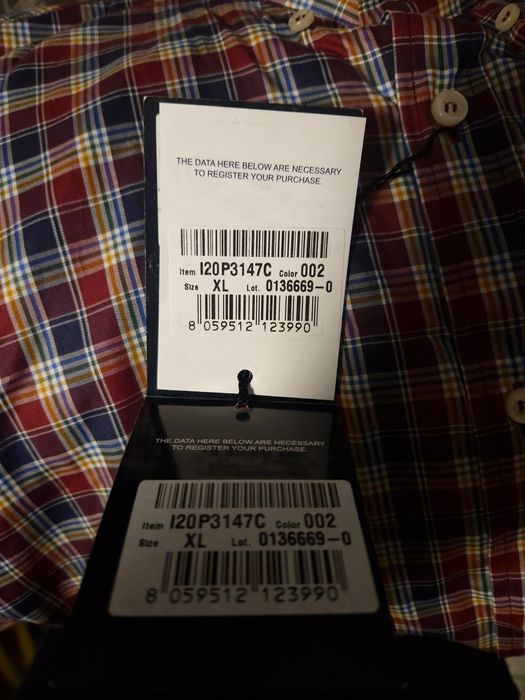 THE DATA HERE BELOW ARE NECESSARY
TO REGISTER YOUR PURCHASE.
Item I20P3147C Color 002
Size XL Lot. 0136669-0
8 059512 123990
THE DATA HERE BELOW ARE NECESSARY
TO REGISTER YOUR PURCHASE.
Item I20P3147C Color 002
Size XL Lot. 0136669-0
8 059512 123990